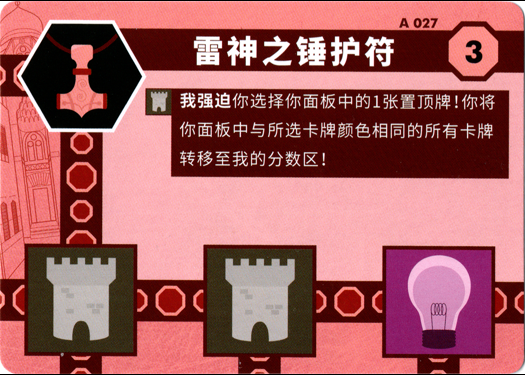 A 027
雷神之锤护符
3
我强迫你选择你面板中的1张置顶牌!你将
你面板中与所选卡牌颜色相同的所有卡牌
转移至我的分数区!